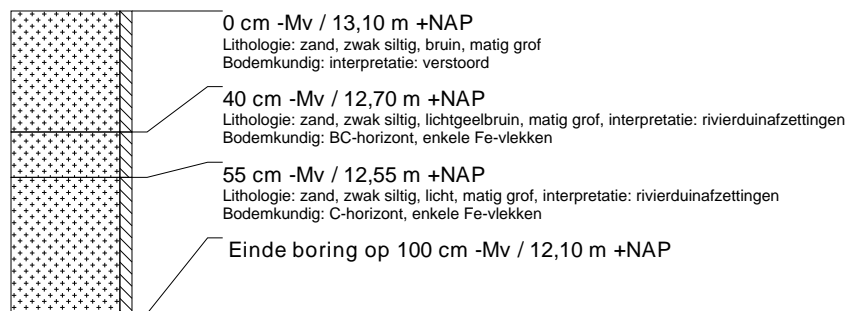 0 cm -Mv / 13,10 m +NAP
Lithologie: zand, zwak siltig, bruin, matig grof
Bodemkundig: interpretatie: verstoord
40 cm -Mv / 12,70 m +NAP
Lithologie: zand, zwak siltig, lichtgeelbruin, matig grof, interpretatie: rivierduinafzettingen
Bodemkundig: BC-horizont, enkele Fe-vlekken
55 cm -Mv / 12,55 m +NAP
Lithologie: zand, zwak siltig, licht, matig grof, interpretatie: rivierduinafzettingen
Bodemkundig: C-horizont, enkele Fe-vlekken
Einde boring op 100 cm -Mv / 12,10 m +NAP